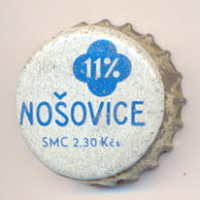 11%
NOŠOVICE
SMC 2.30 Kčs